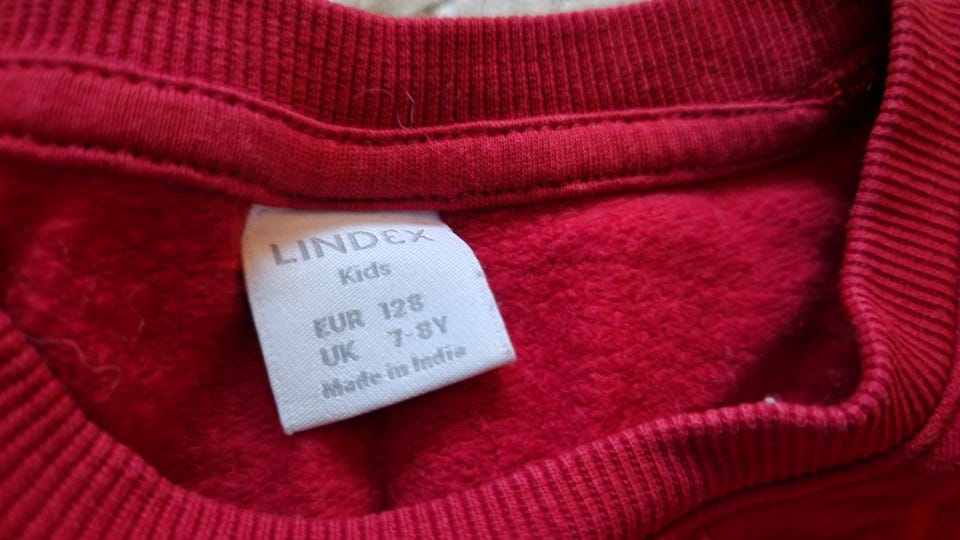 LINDEX
Kids
EUR 128
UK 7-8Y
Made in India